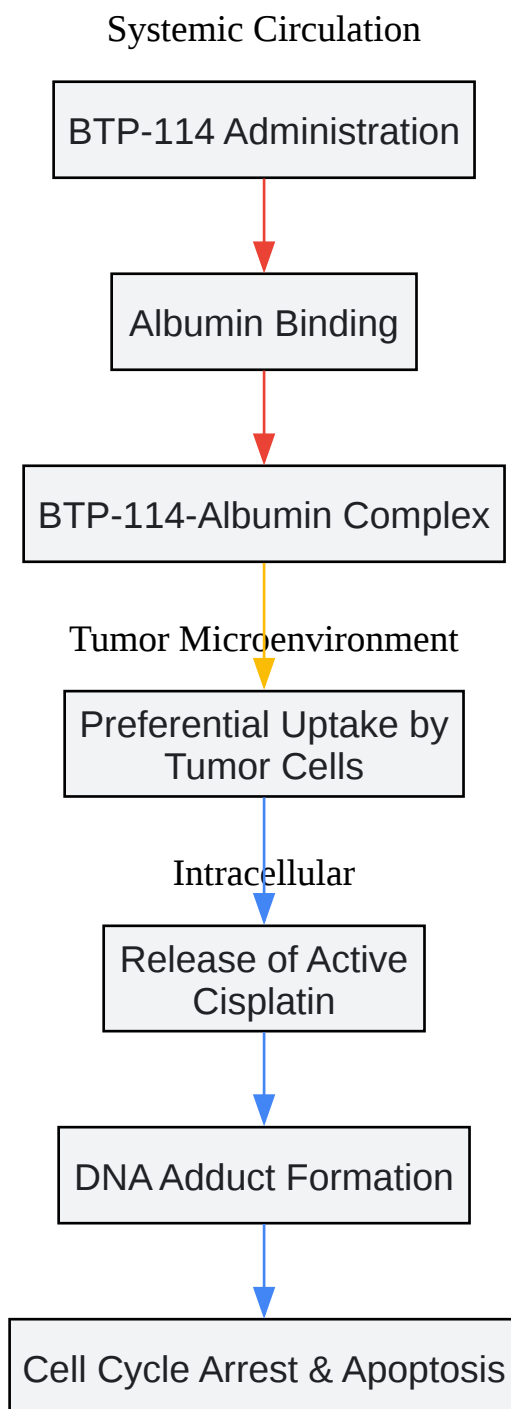 Systemic Circulation
BTP-114 Administration
Albumin Binding
BTP-114-Albumin Complex
Tumor Microenvironment
Preferential Uptake by
Tumor Cells
Intracellular
Release of Active
Cisplatin
DNA Adduct Formation
Cell Cycle Arrest & Apoptosis